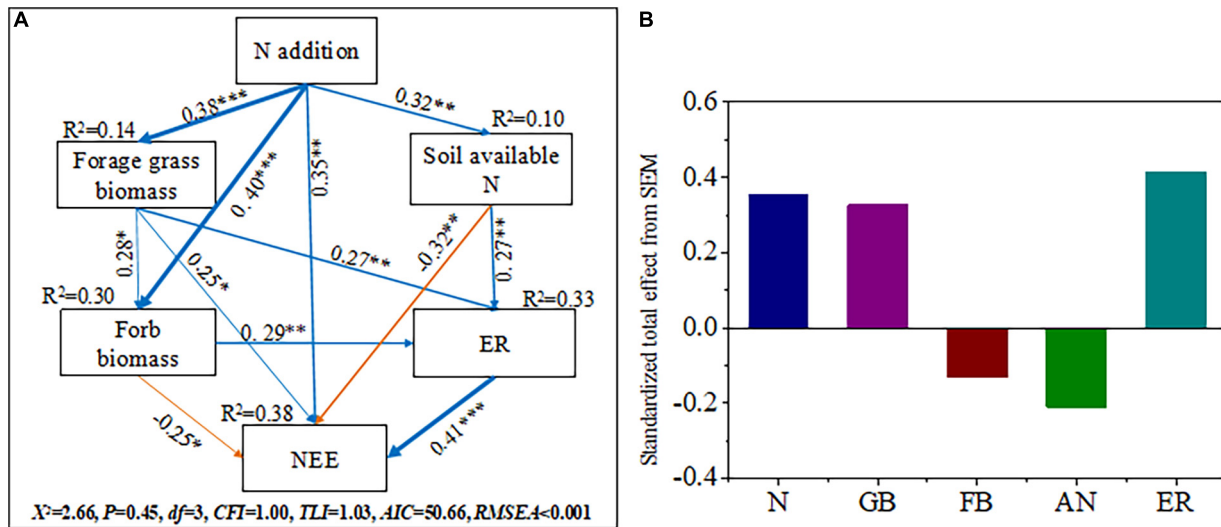 A
N addition
0.38***
0.32**
R²=0.14
R²=0.10
Forage grass
biomass
Soil available
N
0.40***
0.35**
-0.32**
0.28*
0.25*
0.27**
0.27**
R²=0.30
R²=0.33
Forb
biomass
0.29**
ER
R²=0.38
-0.25*
0.41***
NEE
X²=2.66, P=0.45, df=3, CFI=1.00, TLI=1.03, AIC=50.66, RMSEA<0.001
B
Standardized total effect from SEM
0.6
0.4
0.2
0.0
-0.2
-0.4
N GB FB AN ER